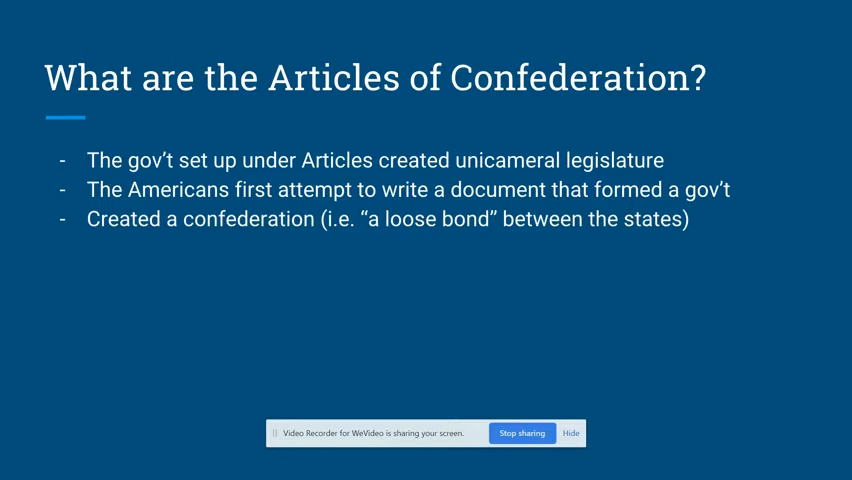 What are the Articles of Confederation?
- The gov’t set up under Articles created unicameral legislature
- The Americans first attempt to write a document that formed a gov’t
- Created a confederation (i.e. “a loose bond” between the states)
Video Recorder for WeVideo is sharing your screen. Stop sharing Hide